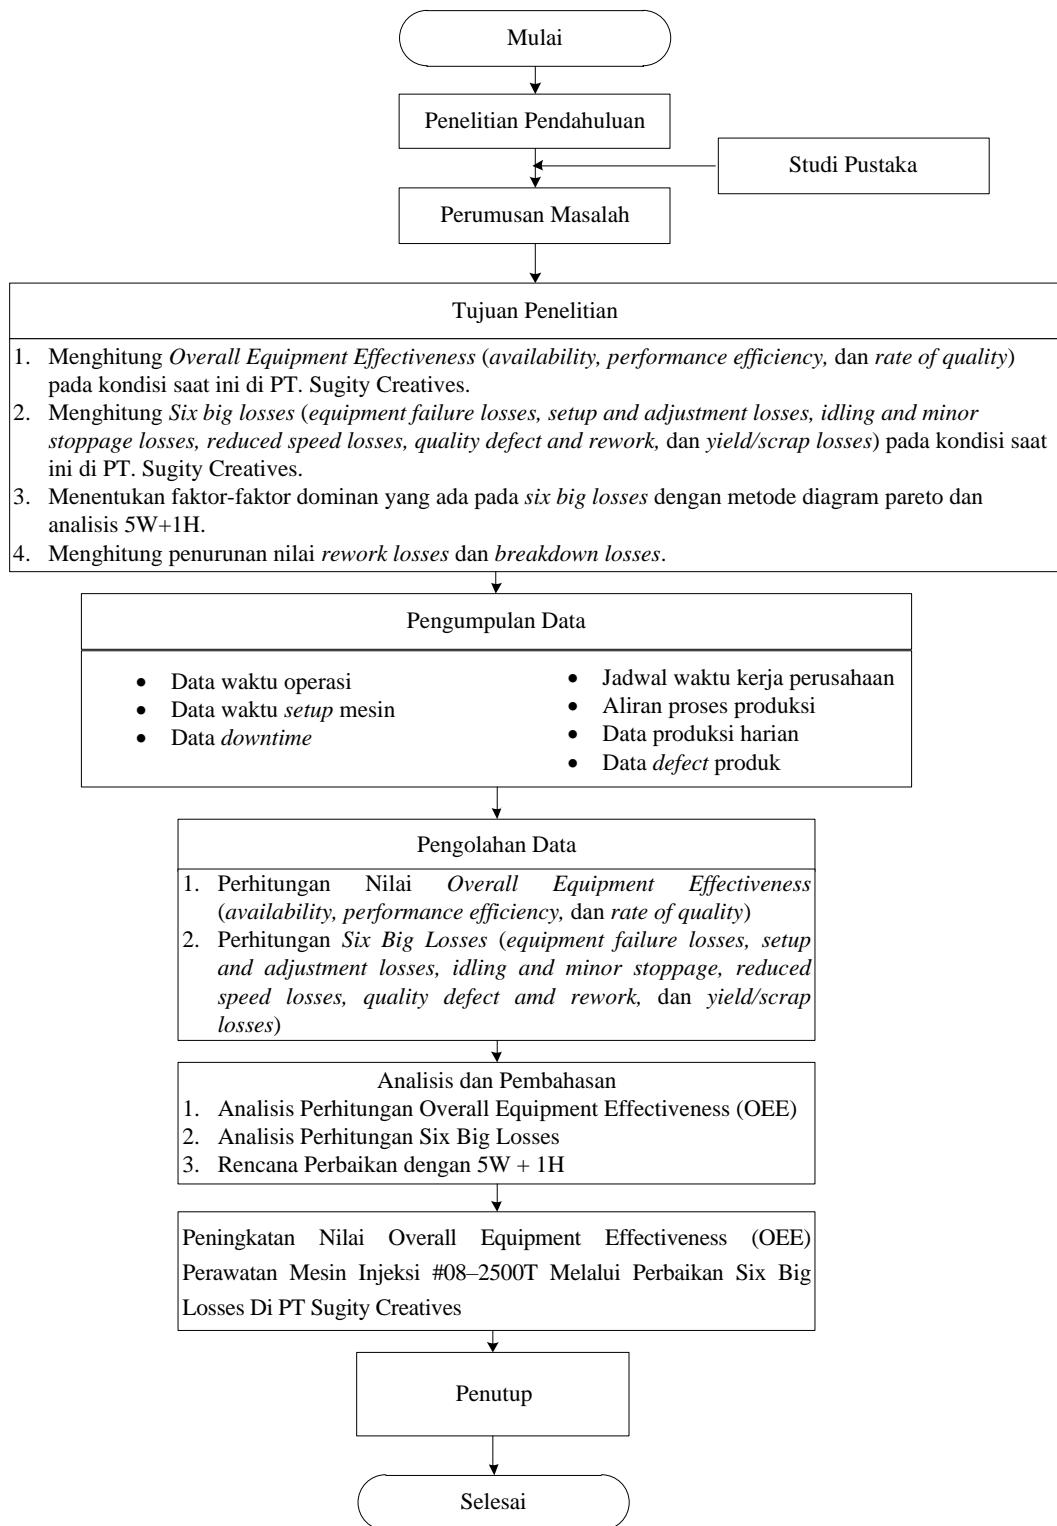 Mulai
Penelitian Pendahuluan
Studi Pustaka
Perumusan Masalah
Tujuan Penelitian
1. Menghitung Overall Equipment Effectiveness (availability, performance efficiency, dan rate of quality)
pada kondisi saat ini di PT. Sugity Creatives.
2. Menghitung Six big losses (equipment failure losses, setup and adjustment losses, idling and minor
stoppage losses, reduced speed losses, quality defect and rework, dan yield/scrap losses) pada kondisi saat
ini di PT. Sugity Creatives.
3. Menentukan faktor-faktor dominan yang ada pada six big losses dengan metode diagram pareto dan
analisis 5W+1H.
4. Menghitung penurunan nilai rework losses dan breakdown losses.
Pengumpulan Data
• Data waktu operasi
• Data waktu setup mesin
• Data downtime
• Jadwal waktu kerja perusahaan
• Aliran proses produksi
• Data produksi harian
• Data defect produk
Pengolahan Data
1. Perhitungan Nilai Overall Equipment Effectiveness
(availability, performance efficiency, dan rate of quality)
2. Perhitungan Six Big Losses (equipment failure losses, setup
and adjustment losses, idling and minor stoppage, reduced
speed losses, quality defect amd rework, dan yield/scrap
losses)
Analisis dan Pembahasan
1. Analisis Perhitungan Overall Equipment Effectiveness (OEE)
2. Analisis Perhitungan Six Big Losses
3. Rencana Perbaikan dengan 5W + 1H
Peningkatan Nilai Overall Equipment Effectiveness (OEE)
Perawatan Mesin Injeksi #08–2500T Melalui Perbaikan Six Big
Losses Di PT Sugity Creatives
Penutup
Selesai